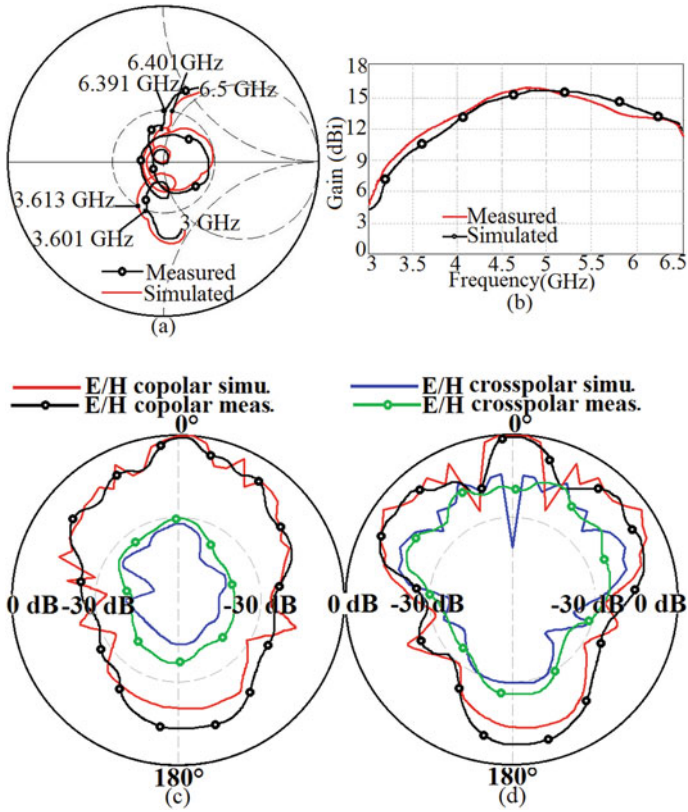 6.401GHz
6.391 GHz
6.5 GHz
3.613 GHz
3.601 GHz
3 GHz
Measured
Simulated
(a)
18
15
12
9
6
3
0
Gain (dBi)
Measured
Simulated
3 3.5 4 4.5 5 5.5 6 6.5
Frequency(GHz)
(b)
E/H copolar simu.
E/H copolar meas.
E/H crosspolar simu.
E/H crosspolar meas.
0°
0°
0 dB -30 dB -30 dB 0 dB -30 dB -30 dB 0 dB
180°
180°
(c)
(d)